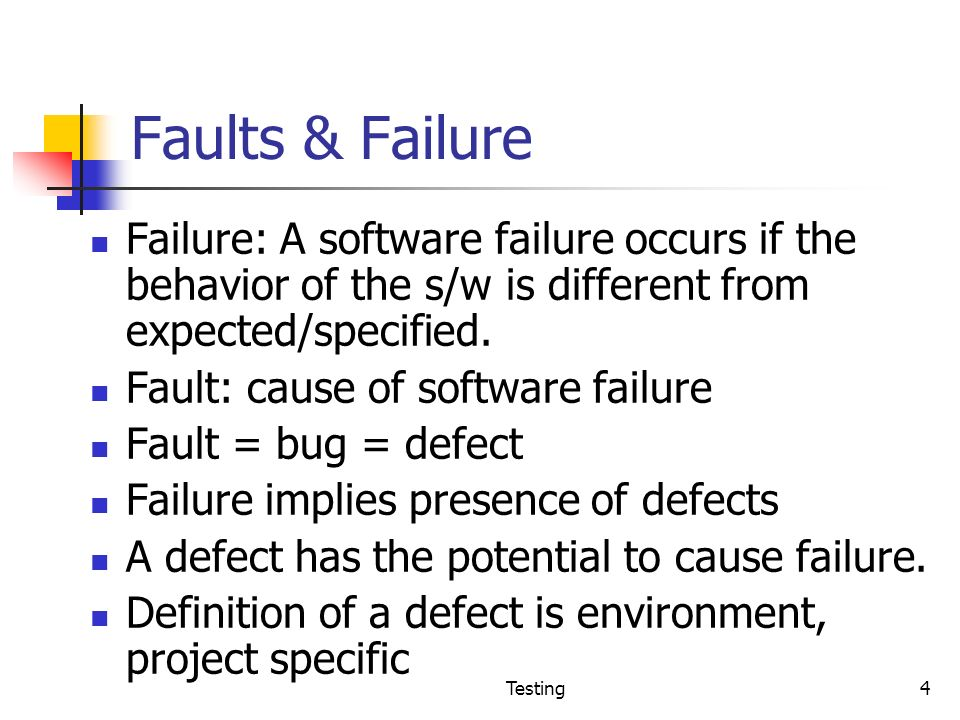 Faults & Failure
Failure: A software failure occurs if the
behavior of the s/w is different from
expected/specified.
Fault: cause of software failure
Fault = bug = defect
Failure implies presence of defects
A defect has the potential to cause failure.
Definition of a defect is environment,
project specific
Testing
4